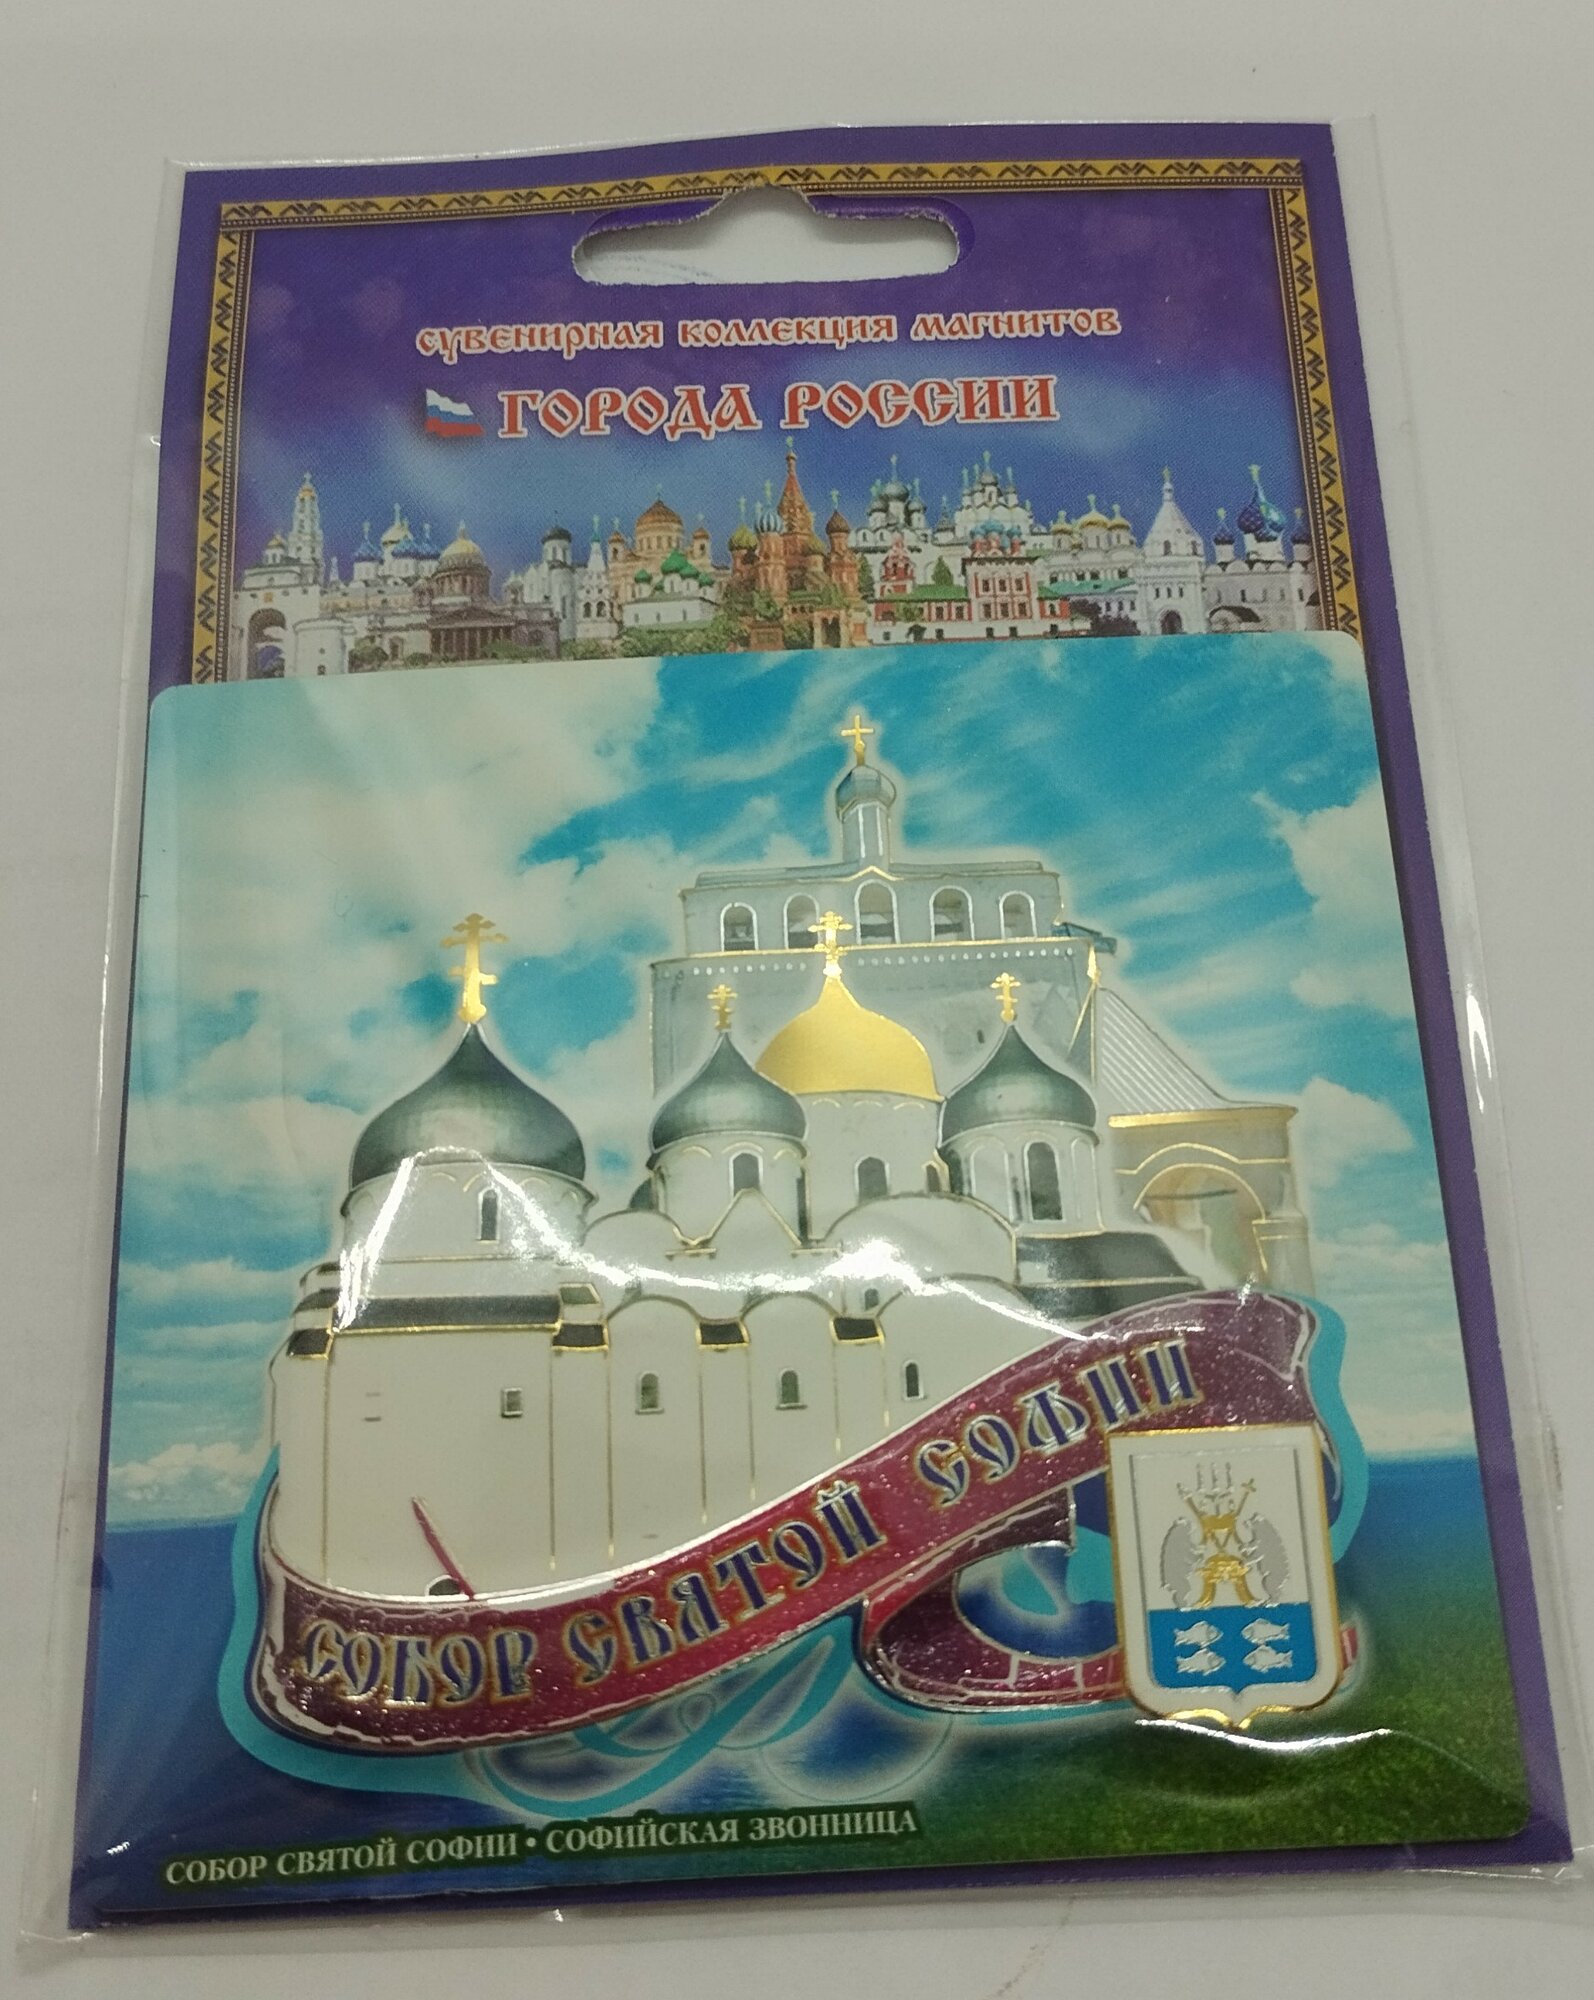 СУВЕНИРНАЯ КОЛЛЕКЦИЯ МАГНИТОВ
ГОРОДА РОССИИ
СОБОР СВЯТОЙ СОФИИ
СОБОР СВЯТОЙ СОФИИ • СОФИЙСКАЯ ЗВОННИЦА